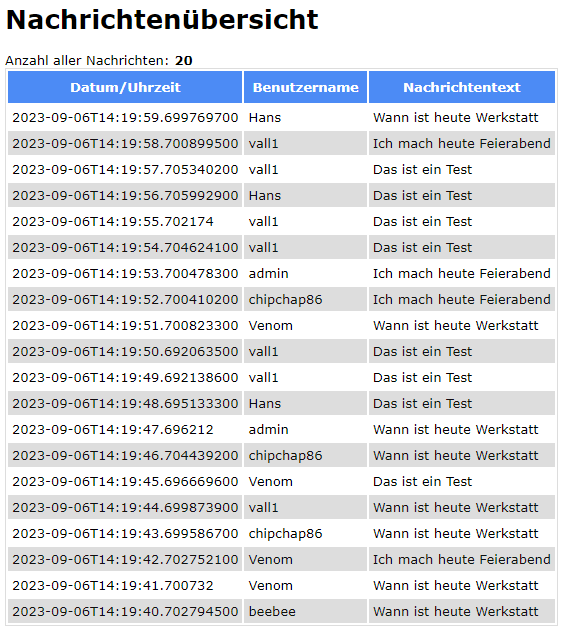 Nachrichtenübersicht
Anzahl aller Nachrichten: 20
Datum/Uhrzeit Benutzername Nachrichtentext
2023-09-06T14:19:59.699769700 Hans Wann ist heute Werkstatt
2023-09-06T14:19:58.700899500 vall1 Ich mach heute Feierabend
2023-09-06T14:19:57.705340200 vall1 Das ist ein Test
2023-09-06T14:19:56.705992900 Hans Das ist ein Test
2023-09-06T14:19:55.702174 vall1 Das ist ein Test
2023-09-06T14:19:54.704624100 vall1 Das ist ein Test
2023-09-06T14:19:53.700478300 admin Ich mach heute Feierabend
2023-09-06T14:19:52.700410200 chipchap86 Ich mach heute Feierabend
2023-09-06T14:19:51.700823300 Venom Wann ist heute Werkstatt
2023-09-06T14:19:50.692063500 vall1 Das ist ein Test
2023-09-06T14:19:49.692138600 vall1 Das ist ein Test
2023-09-06T14:19:48.695133300 Hans Das ist ein Test
2023-09-06T14:19:47.696212 admin Wann ist heute Werkstatt
2023-09-06T14:19:46.704439200 chipchap86 Wann ist heute Werkstatt
2023-09-06T14:19:45.696669600 Venom Das ist ein Test
2023-09-06T14:19:44.699873900 vall1 Wann ist heute Werkstatt
2023-09-06T14:19:43.699586700 chipchap86 Wann ist heute Werkstatt
2023-09-06T14:19:42.702752100 Venom Ich mach heute Feierabend
2023-09-06T14:19:41.700732 Venom Wann ist heute Werkstatt
2023-09-06T14:19:40.702794500 beebee Wann ist heute Werkstatt